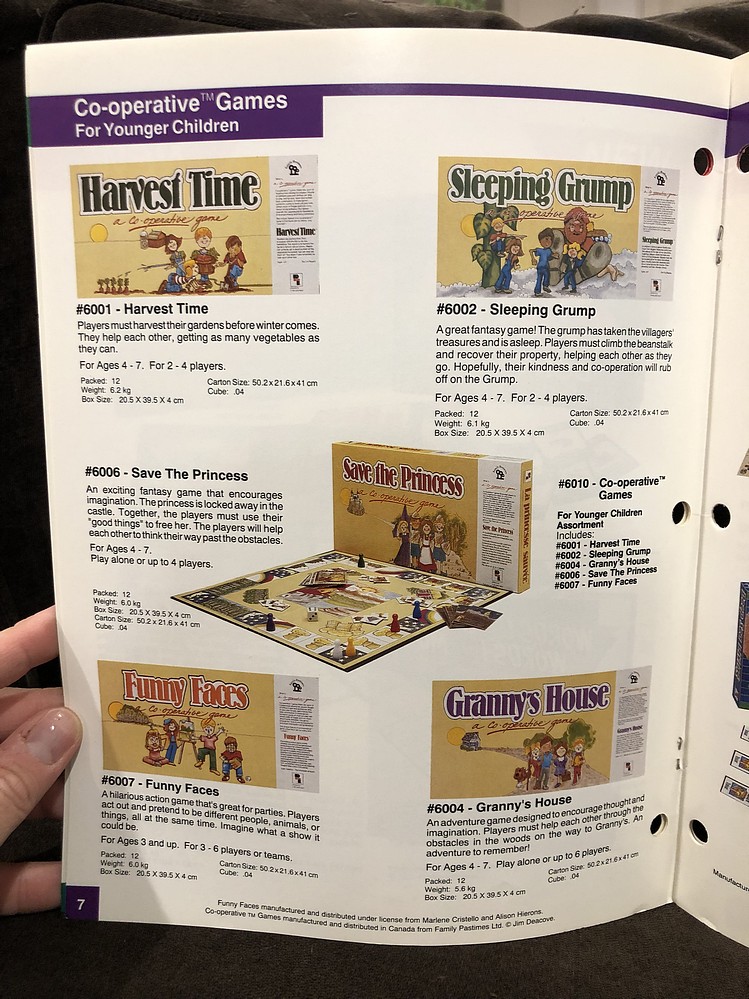 Co-operative™ Games
For Younger Children
Harvest Time
a co-operative game
Harvest Time
#6001 - Harvest Time
Players must harvest their gardens before winter comes.
They help each other, getting as many vegetables as
they can.
For Ages 4 - 7. For 2 - 4 players.
Packed: 12
Weight: 6.2 kg
Box Size: 20.5 X 39.5 X 4 cm
Carton Size: 50.2 x 21.6 x 41 cm
Cube: .04
Sleeping Grump
operative game
Sleeping Grump
#6002 - Sleeping Grump
A great fantasy game! The grump has taken the villagers'
treasures and is asleep. Players must climb the beanstalk
and recover their property, helping each other as they
go. Hopefully, their kindness and co-operation will rub
off on the Grump.
For Ages 4 - 7. For 2 - 4 players.
Packed: 12
Weight: 6.1 kg
Box Size: 20.5 X 39.5 X 4 cm
Carton Size: 50.2 x 21.6 x 41 cm
Cube: .04
#6006 - Save The Princess
An exciting fantasy game that encourages
imagination. The princess is locked away in the
castle. Together, the players must use their
"good things" to free her. The players will help
each other to think their way past the obstacles.
For Ages 4 - 7.
Play alone or up to 4 players.
Packed: 12
Weight: 6.0 kg
Box Size: 20.5 X 39.5 X 4 cm
Carton Size: 50.2 x 21.6 x 41 cm
Cube: .04
Save the Princess
a co-operative game
Save the Princess
La princesse sauvée
#6010 - Co-operative™
Games
For Younger Children
Assortment
Includes:
#6001 - Harvest Time
#6002 - Sleeping Grump
#6004 - Granny's House
#6006 - Save The Princess
#6007 - Funny Faces
Funny Faces
a co-operative game
Funny Faces
#6007 - Funny Faces
A hilarious action game that's great for parties. Players
act out and pretend to be different people, animals, or
things, all at the same time. Imagine what a show it
could be.
For Ages 3 and up. For 3 - 6 players or teams.
Packed: 12
Weight: 6.0 kg
Box Size: 20.5 X 39.5 X 4 cm
Carton Size: 50.2 x 21.6 x 41 cm
Cube: .04
Granny's House
a co-operative game
Granny's House
#6004 - Granny's House
An adventure game designed to encourage thought and
imagination. Players must help each other through the
obstacles in the woods on the way to Granny's. An
adventure to remember!
For Ages 4 - 7. Play alone or up to 6 players.
Packed: 12
Weight: 5.6 kg
Box Size: 20.5 X 39.5 X 4 cm
Carton Size: 50.2 x 21.6 x 41 cm
Cube: .04
7
Funny Faces manufactured and distributed under license from Marlene Cristello and Alison Hierons.
Co-operative ™ Games manufactured and distributed in Canada from Family Pastimes Ltd. © Jim Deacove.